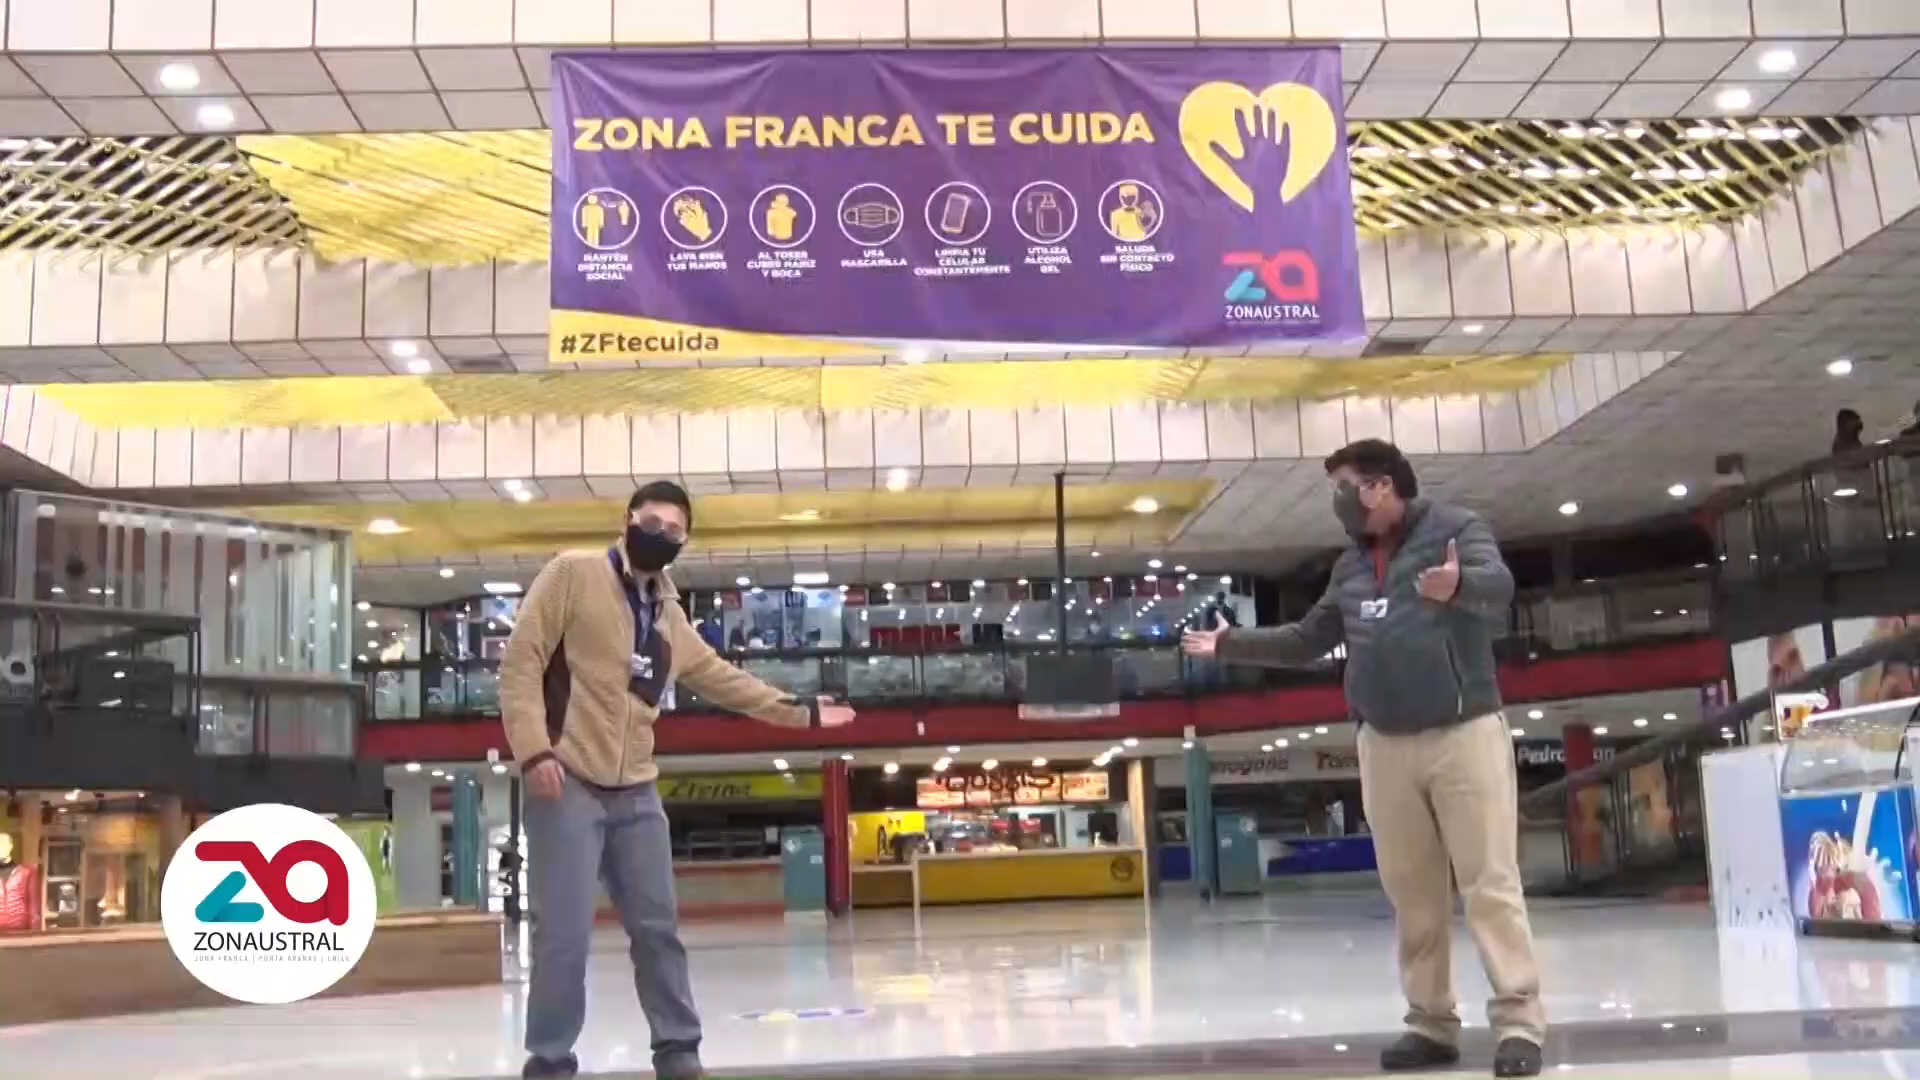 ZONA FRANCA TE CUIDA
MANTÉN
DISTANCIA
SOCIAL
LAVA BIEN
TUS MANOS
AL TOSER
CUBRE NARIZ
Y BOCA
USA
MASCARILLA
LIMPIA TU
CELULAR
CONSTANTEMENTE
UTILIZA
ALCOHOL
GEL
SALUDA
SIN CONTACTO
FÍSICO
ZA
ZONAUSTRAL
#ZFtecuida
DOGGIS
ZA
ZONAUSTRAL
ZONA FRANCA | PUNTA ARENAS | CHILE